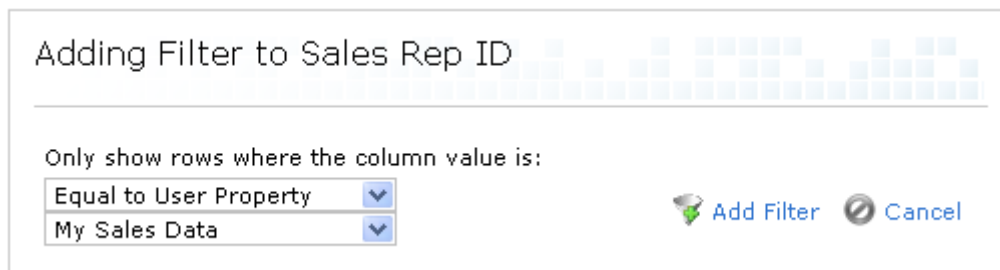 Adding Filter to Sales Rep ID
Only show rows where the column value is:
Equal to User Property
My Sales Data
Add Filter Cancel